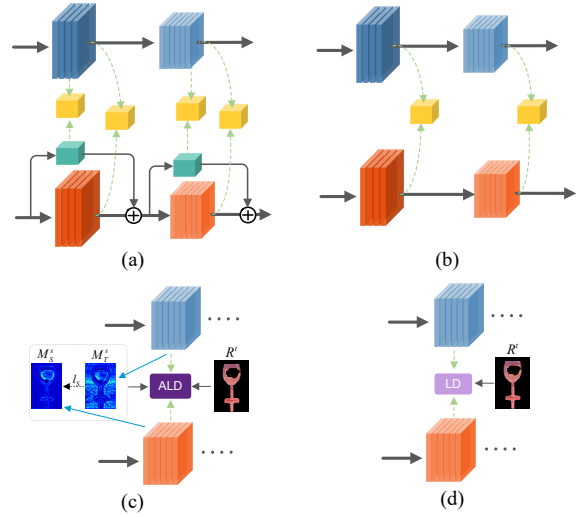 (a)
(b)
M_S^s
M_T^s
l_s
ALD
R^t
LD
R^t
(c)
(d)